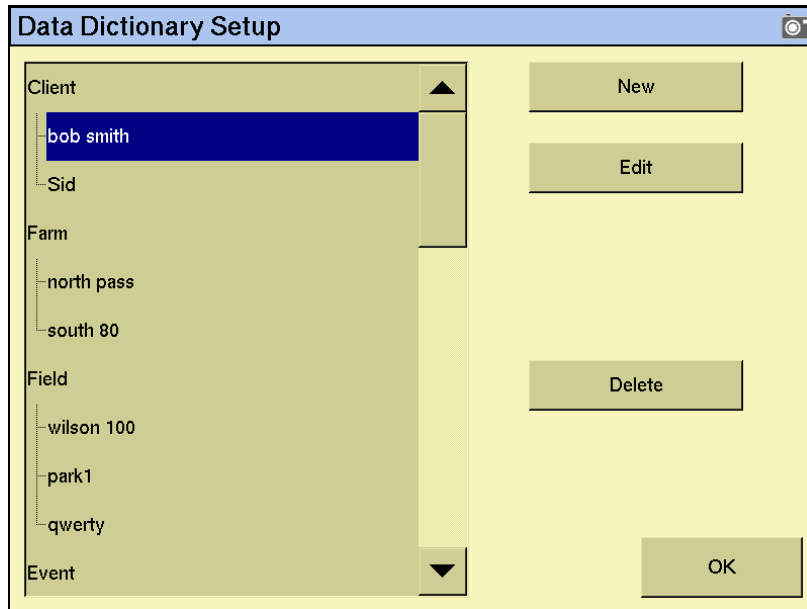 Data Dictionary Setup
Client
bob smith
Sid
Farm
north pass
south 80
Field
wilson 100
park1
qwerty
Event
New
Edit
Delete
OK